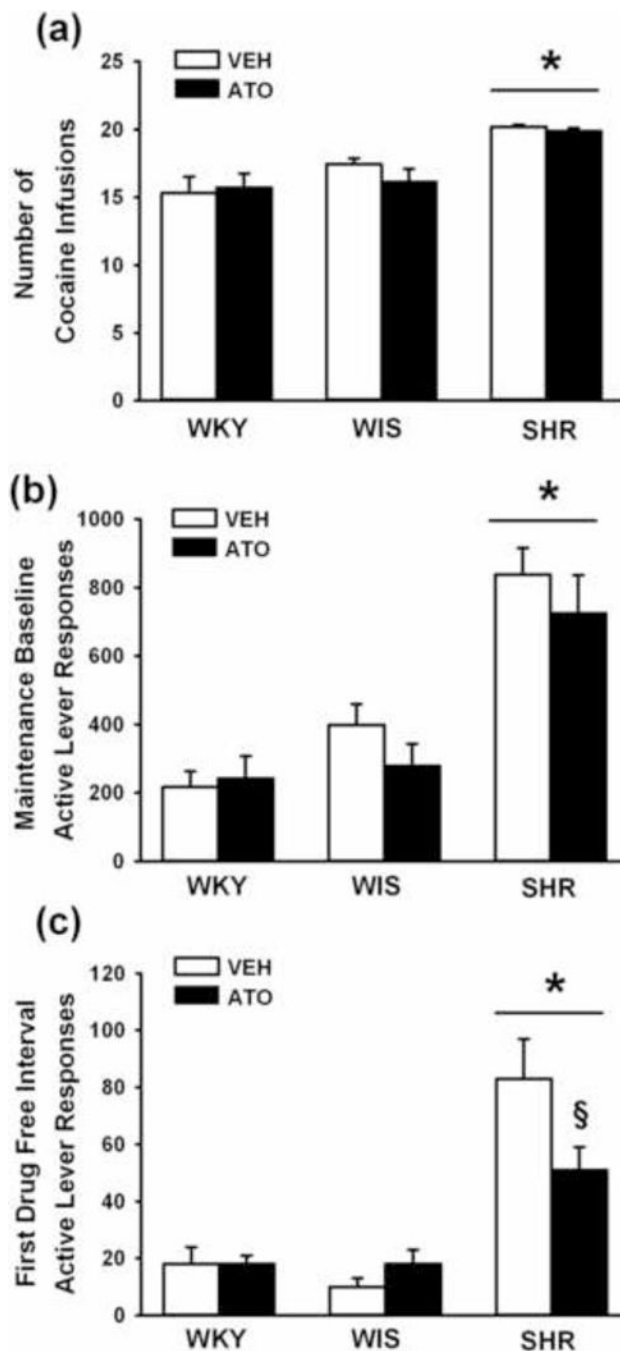 (a)
VEH
ATO
*
Number of
Cocaine Infusions
25
20
15
10
5
0
WKY WIS SHR
(b)
VEH
ATO
*
Maintenance Baseline
Active Lever Responses
1000
800
600
400
200
0
WKY WIS SHR
(c)
VEH
ATO
*
§
First Drug Free Interval
Active Lever Responses
120
100
80
60
40
20
0
WKY WIS SHR